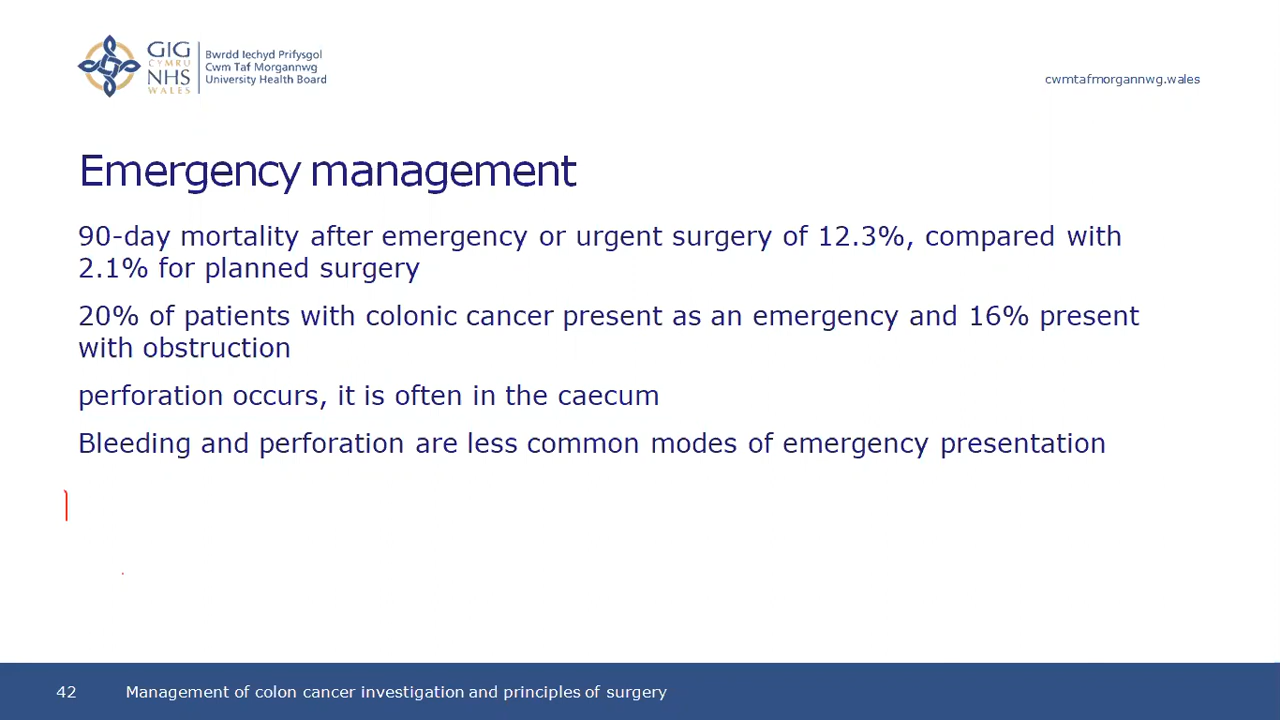 GIG
CYMRU
NHS
WALES
Bwrdd Iechyd Prifysgol
Cwm Taf Morgannwg
University Health Board
cwmtafmorgannwg.wales
Emergency management
90-day mortality after emergency or urgent surgery of 12.3%, compared with
2.1% for planned surgery
20% of patients with colonic cancer present as an emergency and 16% present
with obstruction
perforation occurs, it is often in the caecum
Bleeding and perforation are less common modes of emergency presentation
42
Management of colon cancer investigation and principles of surgery